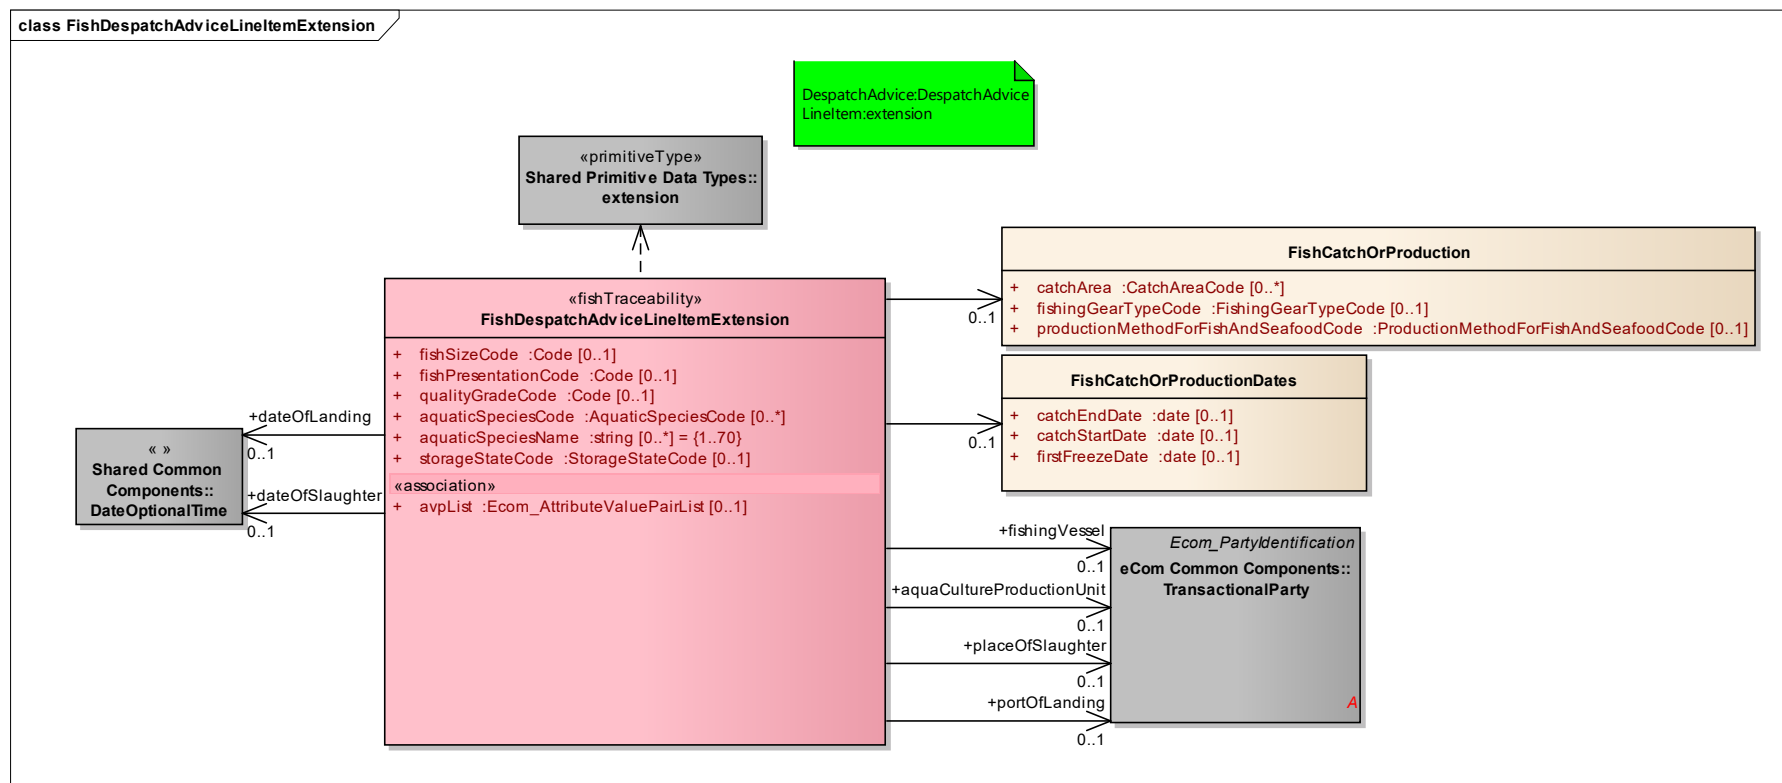 class FishDespatchAdviceLineItemExtension
DespatchAdvice:DespatchAdvice
LineItem:extension
«primitiveType»
Shared Primitive Data Types::
extension
FishCatchOrProduction
+ catchArea :CatchAreaCode [0..*]
+ fishingGearTypeCode :FishingGearTypeCode [0..1]
+ productionMethodForFishAndSeafoodCode :ProductionMethodForFishAndSeafoodCode [0..1]
0..1
«fishTraceability»
FishDespatchAdviceLineItemExtension
+ fishSizeCode :Code [0..1]
+ fishPresentationCode :Code [0..1]
+ qualityGradeCode :Code [0..1]
+ aquaticSpeciesCode :AquaticSpeciesCode [0..*]
+ aquaticSpeciesName :string [0..*] = {1..70}
+ storageStateCode :StorageStateCode [0..1]
«association»
+ avpList :Ecom_AttributeValuePairList [0..1]
FishCatchOrProductionDates
+ catchEndDate :date [0..1]
+ catchStartDate :date [0..1]
+ firstFreezeDate :date [0..1]
0..1
+dateOfLanding
0..1
+dateOfSlaughter
0..1
« »
Shared Common
Components::
DateOptionalTime
+fishingVessel
0..1
+aquaCultureProductionUnit
0..1
+placeOfSlaughter
0..1
+portOfLanding
0..1
Ecom_PartyIdentification
eCom Common Components::
TransactionalParty
A